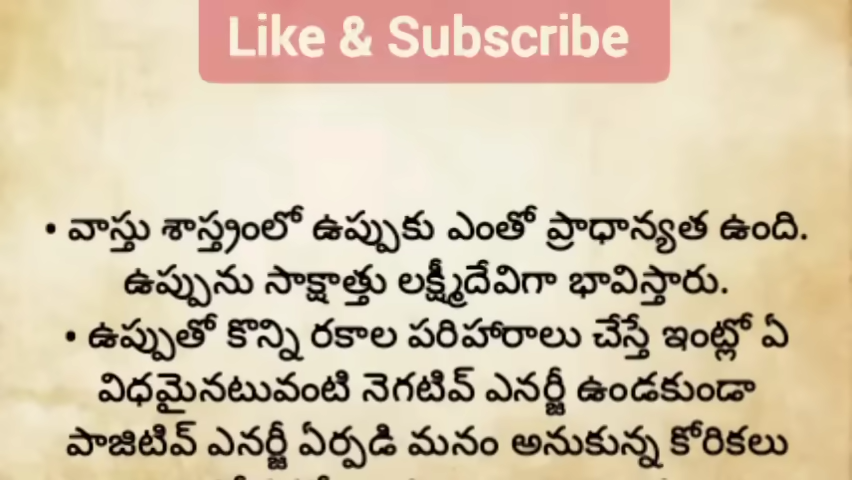 Like & Subscribe
• వాస్తు శాస్త్రంలో ఉప్పుకు ఎంతో ప్రాధాన్యత ఉంది.
ఉప్పును సాక్షాత్తు లక్ష్మీదేవిగా భావిస్తారు.
• ఉప్పుతో కొన్ని రకాల పరిహారాలు చేస్తే ఇంట్లో ఏ
విధమైనటువంటి నెగటివ్ ఎనర్జీ ఉండకుండా
పాజిటివ్ ఎనర్జీ ఏర్పడి మనం అనుకున్న కోరికలు